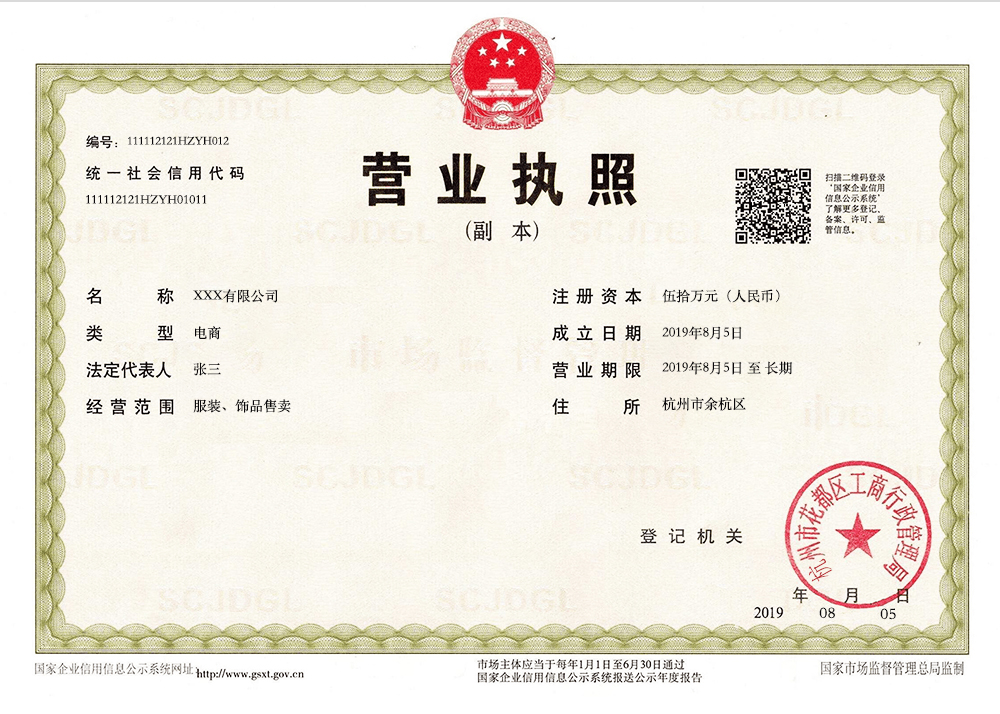 编号：111112121HZYH012
统一社会信用代码
111112121HZYH01011
营业执照
（副 本）
扫描二维码登录
“国家企业信用
信息公示系统”
了解更多登记、
备案、许可、监
管信息。
名 称 XXX有限公司
类 型 电商
法定代表人 张三
经营范围 服装、饰品售卖
注册资本 伍拾万元（人民币）
成立日期 2019年8月5日
营业期限 2019年8月5日 至 长期
住 所 杭州市余杭区
登记机关
杭州市花都区工商行政管理局
年 月 日
2019 08 05
国家企业信用信息公示系统网址：http://www.gsxt.gov.cn
市场主体应当于每年1月1日至6月30日通过
国家企业信用信息公示系统报送公示年度报告
国家市场监督管理总局监制
SCJDGL